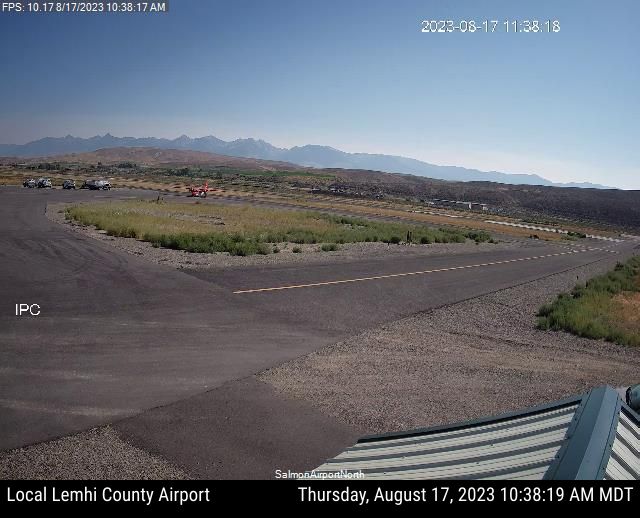 FPS: 10.17 8/17/2023 10:38:17 AM
2023-08-17 11:38:18
IPC
SalmonAirportNorth
Local Lemhi County Airport Thursday, August 17, 2023 10:38:19 AM MDT